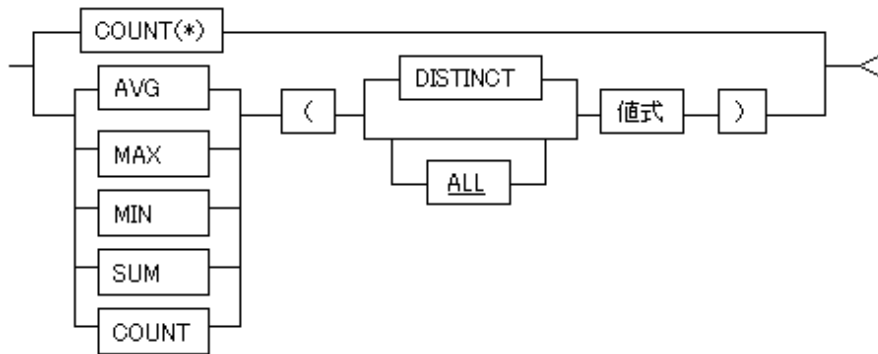 COUNT(*)
AVG ( DISTINCT 値式 )
MAX
ALL
MIN
SUM
COUNT